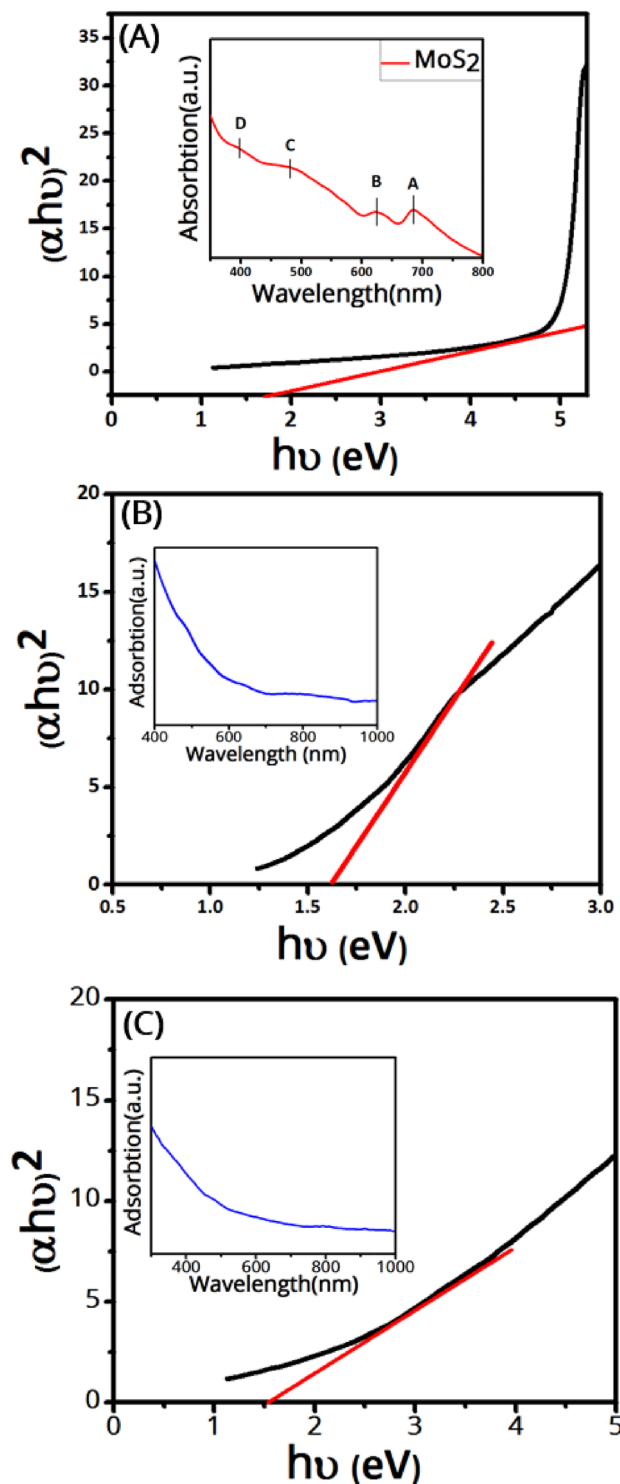 (A)
(αhυ)2
35
30
25
20
15
10
5
0
0 1 2 3 4 5
hυ (eV)
MoS2
Absorbtion(a.u.)
D
C
B
A
400 500 600 700 800
Wavelength(nm)
(B)
(αhυ)2
20
15
10
5
0
0.5 1.0 1.5 2.0 2.5 3.0
hυ (eV)
Adsorbtion(a.u.)
400 600 800 1000
Wavelength (nm)
(C)
(αhυ)2
20
15
10
5
0
0 1 2 3 4 5
hυ (eV)
Adsorbtion(a.u.)
400 600 800 1000
Wavelength(nm)